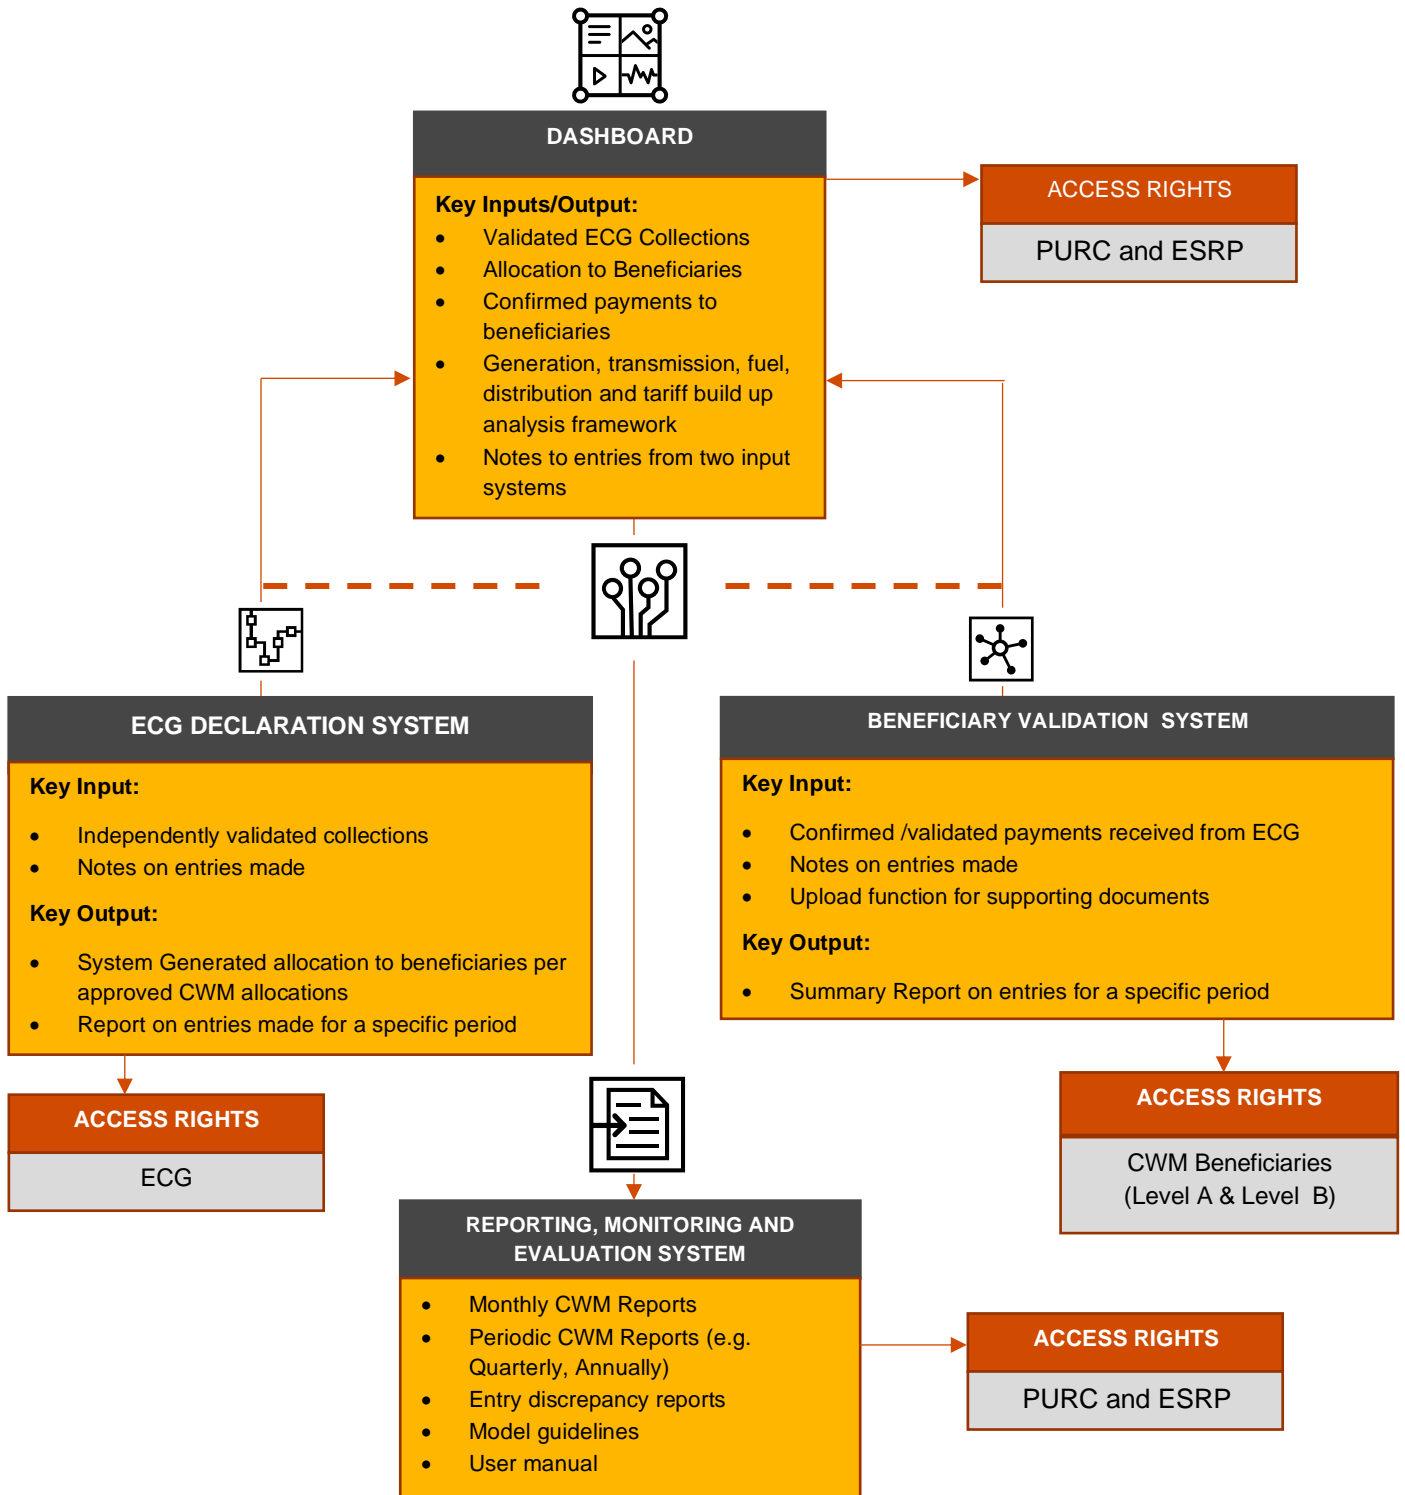 DASHBOARD
Key Inputs/Output:
• Validated ECG Collections
• Allocation to Beneficiaries
• Confirmed payments to
beneficiaries
• Generation, transmission, fuel,
distribution and tariff build up
analysis framework
• Notes to entries from two input
systems
ACCESS RIGHTS
PURC and ESRP
ECG DECLARATION SYSTEM
Key Input:
• Independently validated collections
• Notes on entries made
Key Output:
• System Generated allocation to beneficiaries per
approved CWM allocations
• Report on entries made for a specific period
ACCESS RIGHTS
ECG
BENEFICIARY VALIDATION SYSTEM
Key Input:
• Confirmed /validated payments received from ECG
• Notes on entries made
• Upload function for supporting documents
Key Output:
• Summary Report on entries for a specific period
ACCESS RIGHTS
CWM Beneficiaries
(Level A & Level B)
REPORTING, MONITORING AND
EVALUATION SYSTEM
• Monthly CWM Reports
• Periodic CWM Reports (e.g.
Quarterly, Annually)
• Entry discrepancy reports
• Model guidelines
• User manual
ACCESS RIGHTS
PURC and ESRP